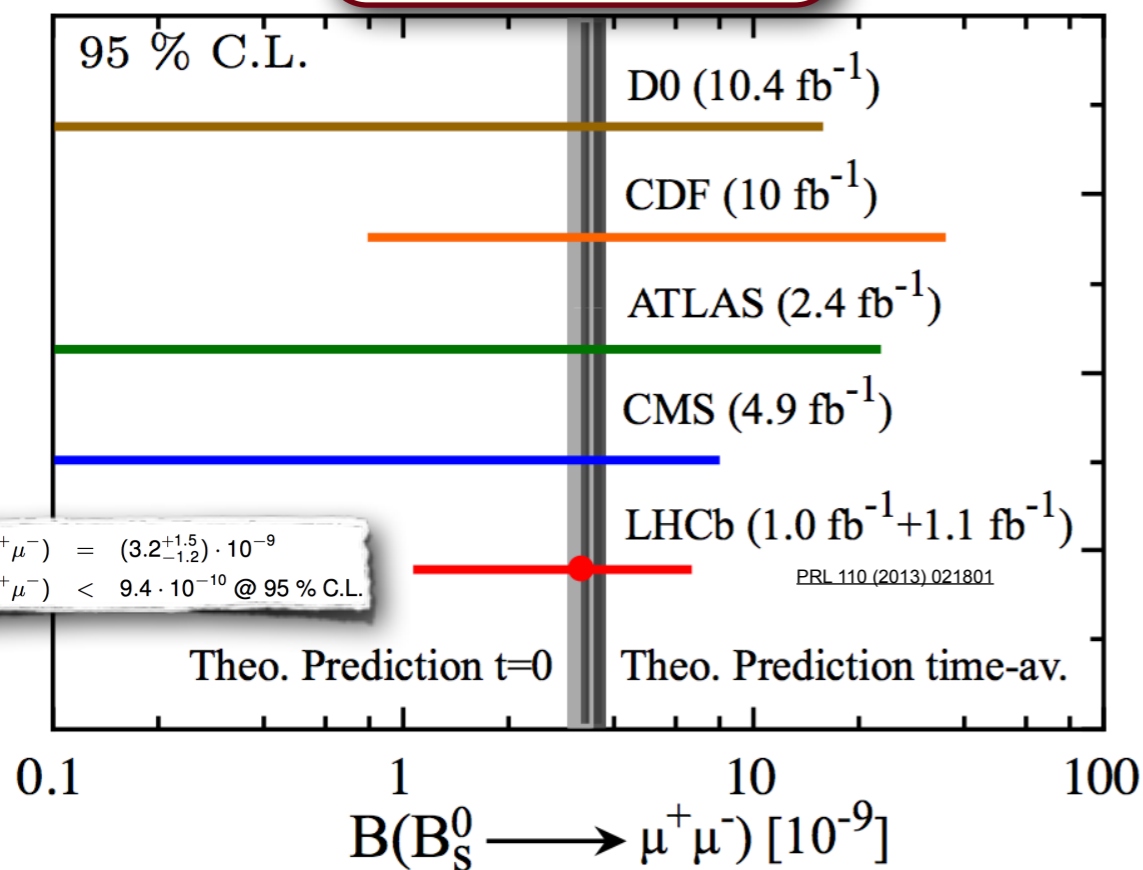 95 % C.L.
D0 (10.4 fb⁻¹)
CDF (10 fb⁻¹)
ATLAS (2.4 fb⁻¹)
CMS (4.9 fb⁻¹)
LHCb (1.0 fb⁻¹+1.1 fb⁻¹)
PRL 110 (2013) 021801
⁺μ⁻) = (3.2⁺¹·⁵₋₁.₂) · 10⁻⁹
⁺μ⁻) < 9.4 · 10⁻¹⁰ @ 95 % C.L.
Theo. Prediction t=0 Theo. Prediction time-av.
0.1 1 10 100
B(B⁰ₛ ⟶ μ⁺μ⁻) [10⁻⁹]